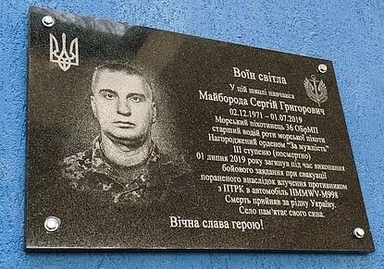 Воїн світла
У цій школі навчався
Майборода Сергій Григорович
02.12.1971 – 01.07.2019
Морський піхотинець 36 ОБрМП
старший водій роти морської піхоти
Нагороджений орденом "За мужність"
ІІІ ступеню (посмертно)
01 липня 2019 року загинув під час виконання
бойового завдання при евакуації
пораненого внаслідок влучення противником
з ПТРК в автомобіль HMMWV-M998
Смерть прийняв за рідну Україну.
Село пам'ятає свого сина.
Вічна слава герою!